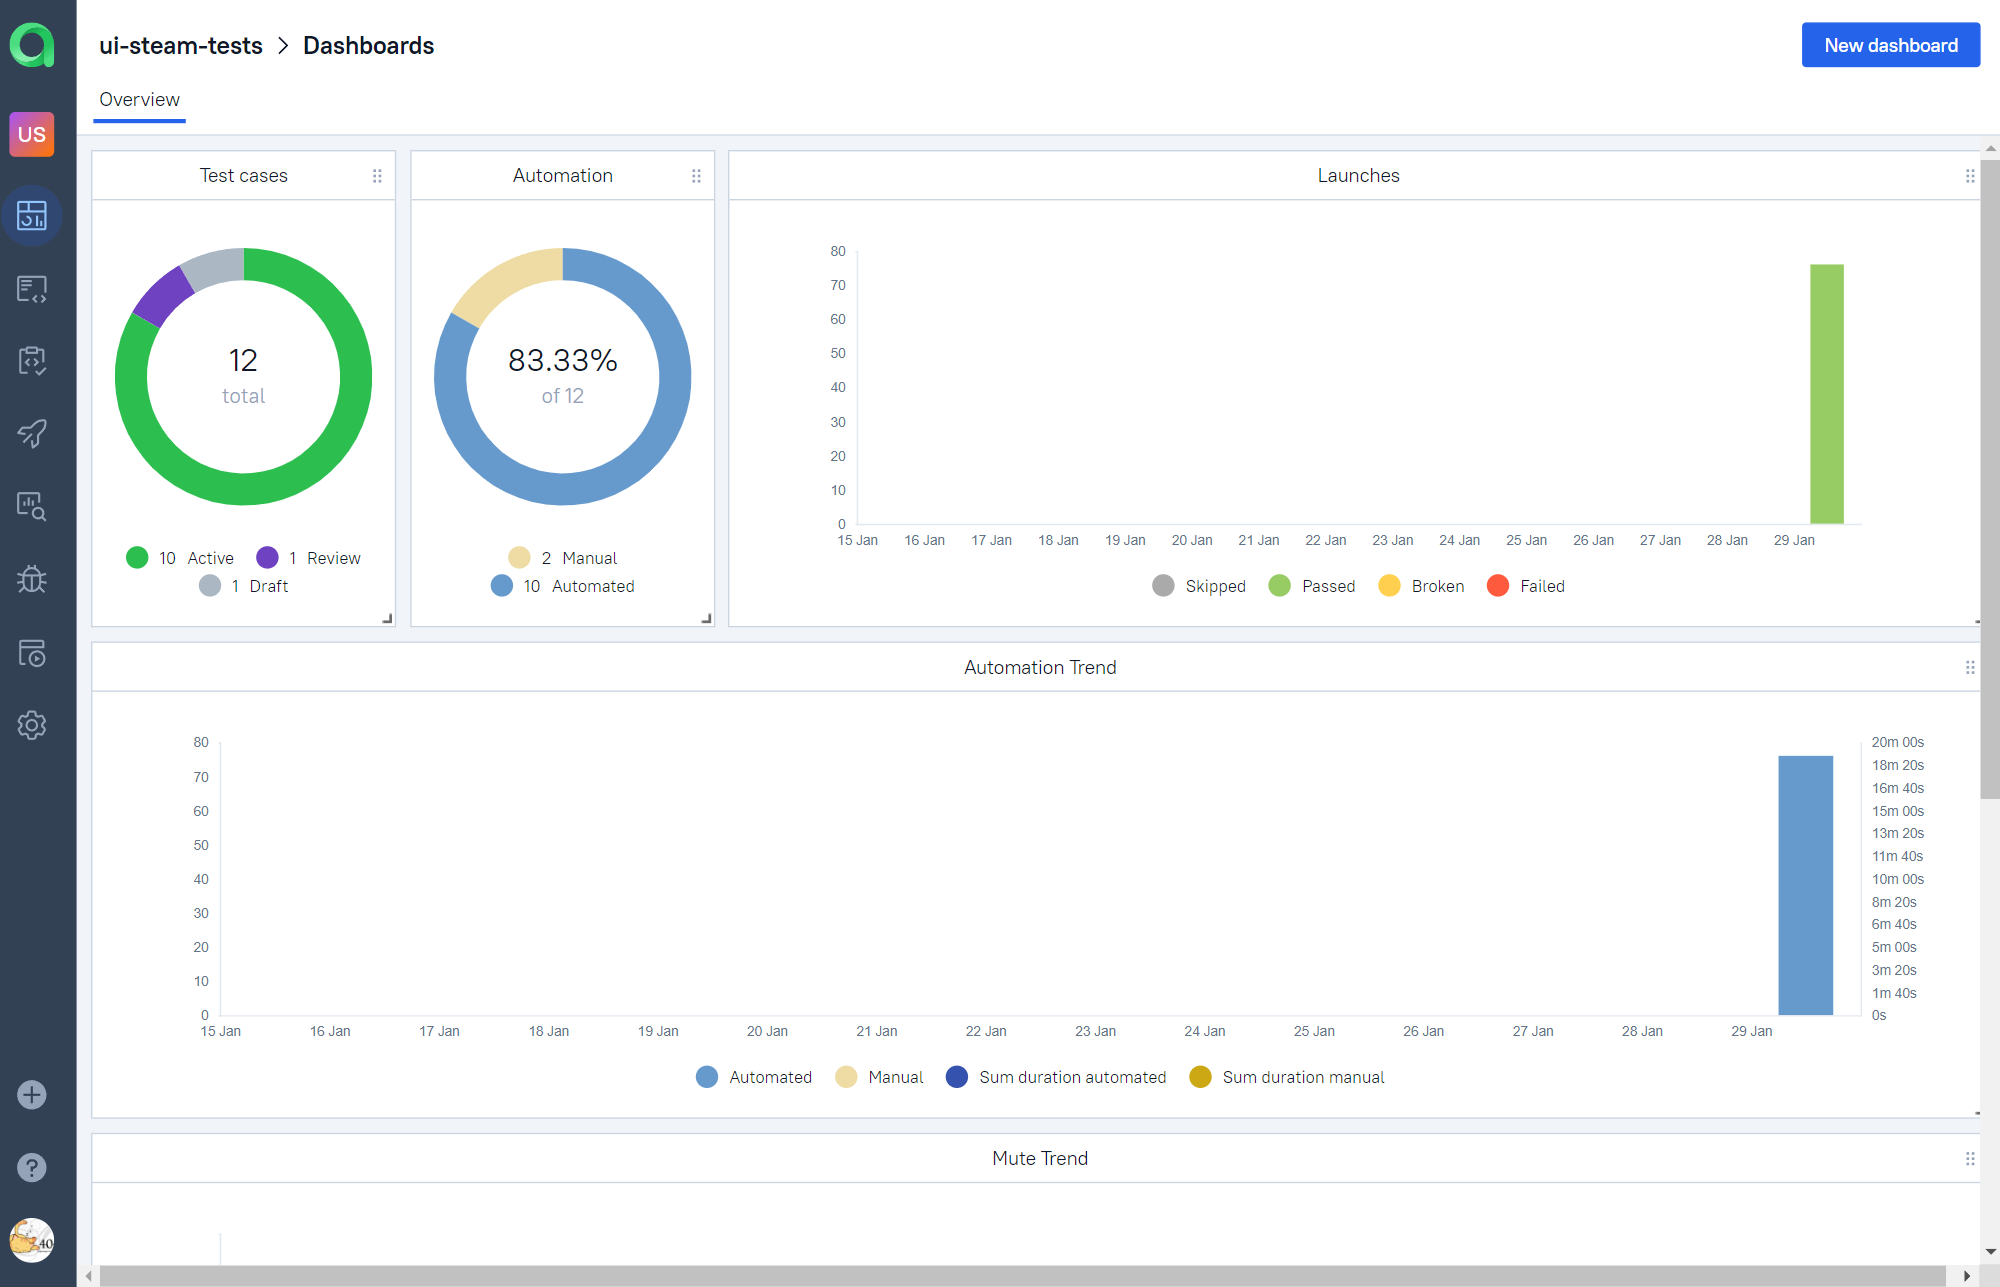 ui-steam-tests > Dashboards
New dashboard
Overview
US
Test cases
12
total
10 Active 1 Review
1 Draft
Automation
83.33%
of 12
2 Manual
10 Automated
Launches
80
70
60
50
40
30
20
10
0
15 Jan 16 Jan 17 Jan 18 Jan 19 Jan 20 Jan 21 Jan 22 Jan 23 Jan 24 Jan 25 Jan 26 Jan 27 Jan 28 Jan 29 Jan
Skipped Passed Broken Failed
Automation Trend
80
70
60
50
40
30
20
10
0
20m 00s
18m 20s
16m 40s
15m 00s
13m 20s
11m 40s
10m 00s
8m 20s
6m 40s
5m 00s
3m 20s
1m 40s
0s
15 Jan 16 Jan 17 Jan 18 Jan 19 Jan 20 Jan 21 Jan 22 Jan 23 Jan 24 Jan 25 Jan 26 Jan 27 Jan 28 Jan 29 Jan
Automated Manual Sum duration automated Sum duration manual
Mute Trend
40